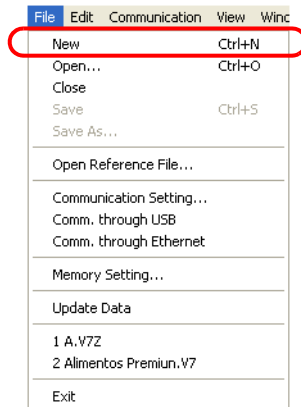 File Edit Communication View Wind
New Ctrl+N
Open... Ctrl+O
Close
Save Ctrl+S
Save As...
Open Reference File...
Communication Setting...
Comm. through USB
Comm. through Ethernet
Memory Setting...
Update Data
1 A.V7Z
2 Alimentos Premiun.V7
Exit